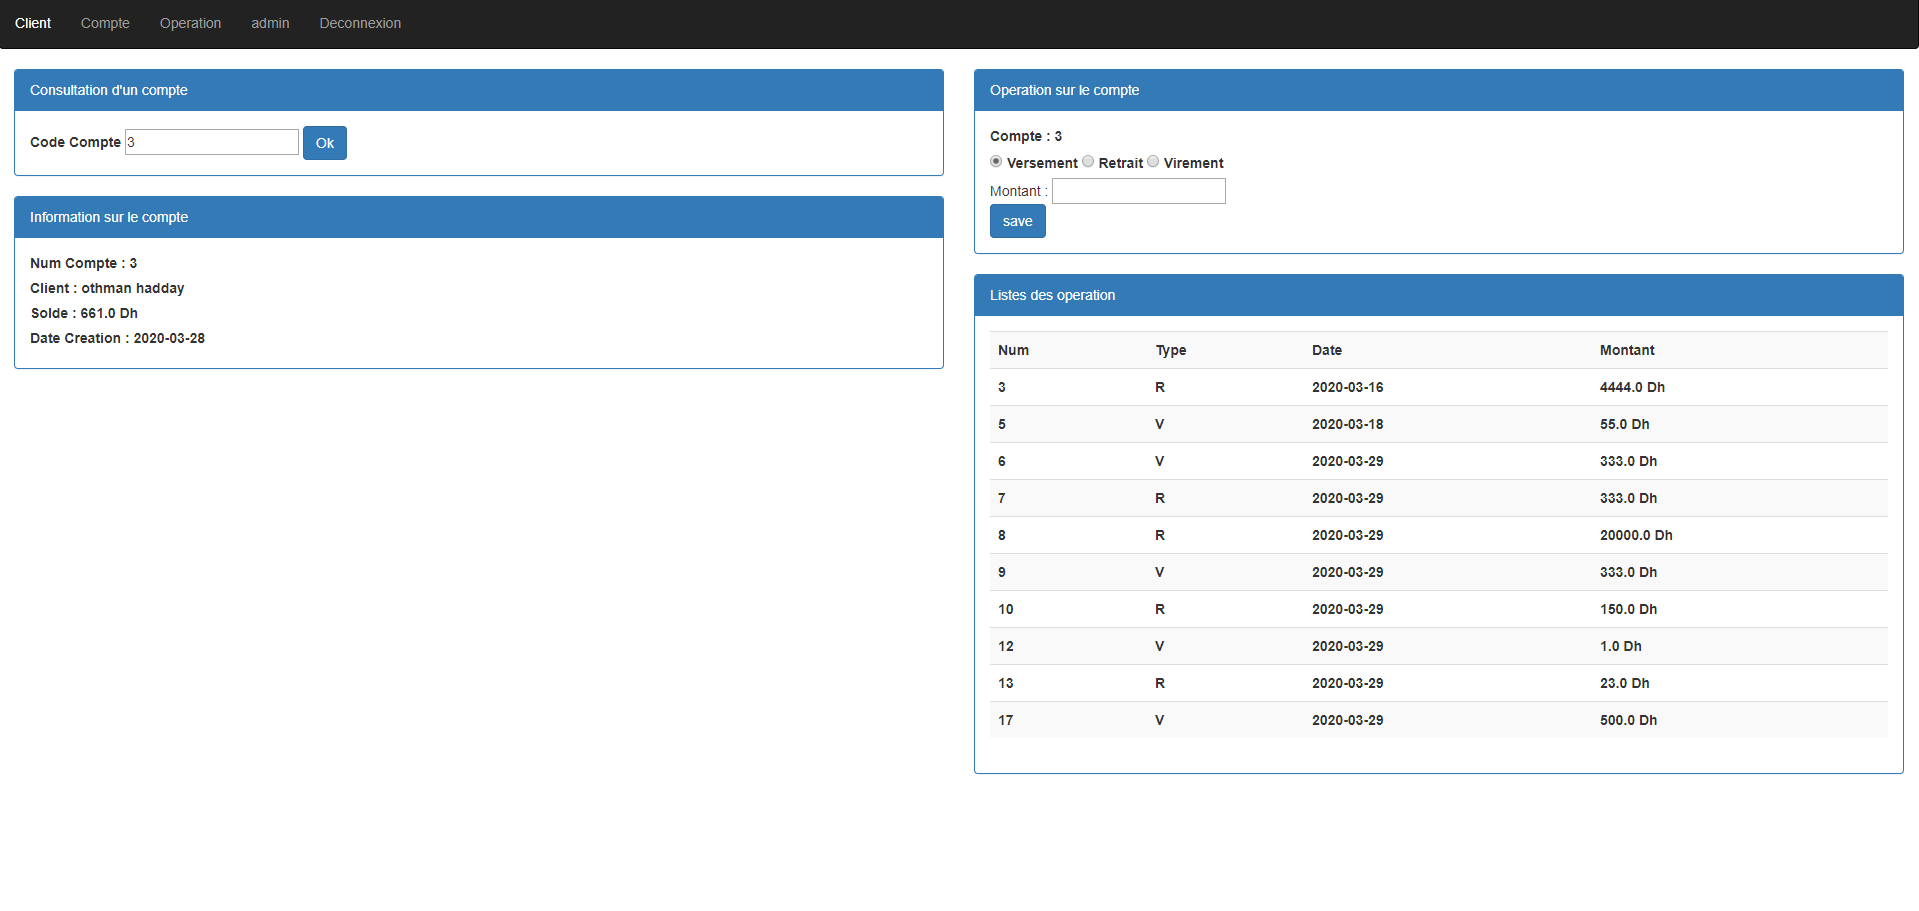 Client Compte Operation admin Deconnexion
Consultation d'un compte
Code Compte 3 Ok
Information sur le compte
Num Compte : 3
Client : othman hadday
Solde : 661.0 Dh
Date Creation : 2020-03-28
Operation sur le compte
Compte : 3
Versement Retrait Virement
Montant :
save
Listes des operation
Num Type Date Montant
3 R 2020-03-16 4444.0 Dh
5 V 2020-03-18 55.0 Dh
6 V 2020-03-29 333.0 Dh
7 R 2020-03-29 333.0 Dh
8 R 2020-03-29 20000.0 Dh
9 V 2020-03-29 333.0 Dh
10 R 2020-03-29 150.0 Dh
12 V 2020-03-29 1.0 Dh
13 R 2020-03-29 23.0 Dh
17 V 2020-03-29 500.0 Dh